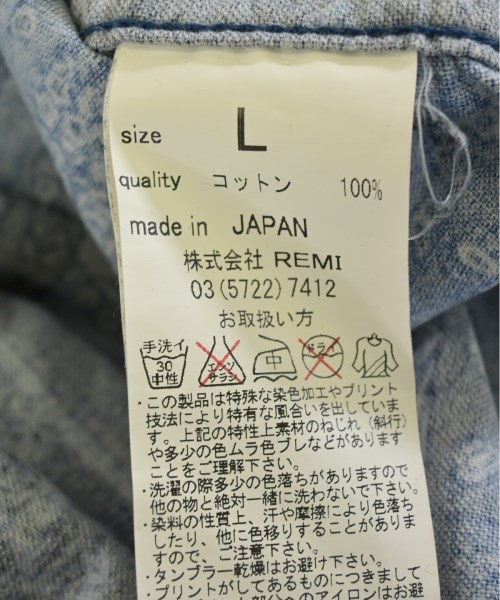 size L
quality コットン 100%
made in JAPAN
株式会社 REMI
03(5722)7412
お取扱い方
手洗イ
30
中性
エンソ
サラシ
中
ドライ
・この製品は特殊な染色加工やプリント
技法により特有な風合いを出していま
す。上記の特性上素材のねじれ（斜行）
や多少の色ムラ色ブレなどがあります
ことをご理解下さい。
・洗濯の際多少の色落ちがありますので
他の物と絶対一緒に洗わないで下さい。
・染料の性質上、汗や摩擦により色落ち
したり、他に色移りすることがありま
すので、ご注意下さい。
・タンブラー乾燥はお避け下さい。
・プリントがしてあるものにつきまして
部分へのアイロンはお避